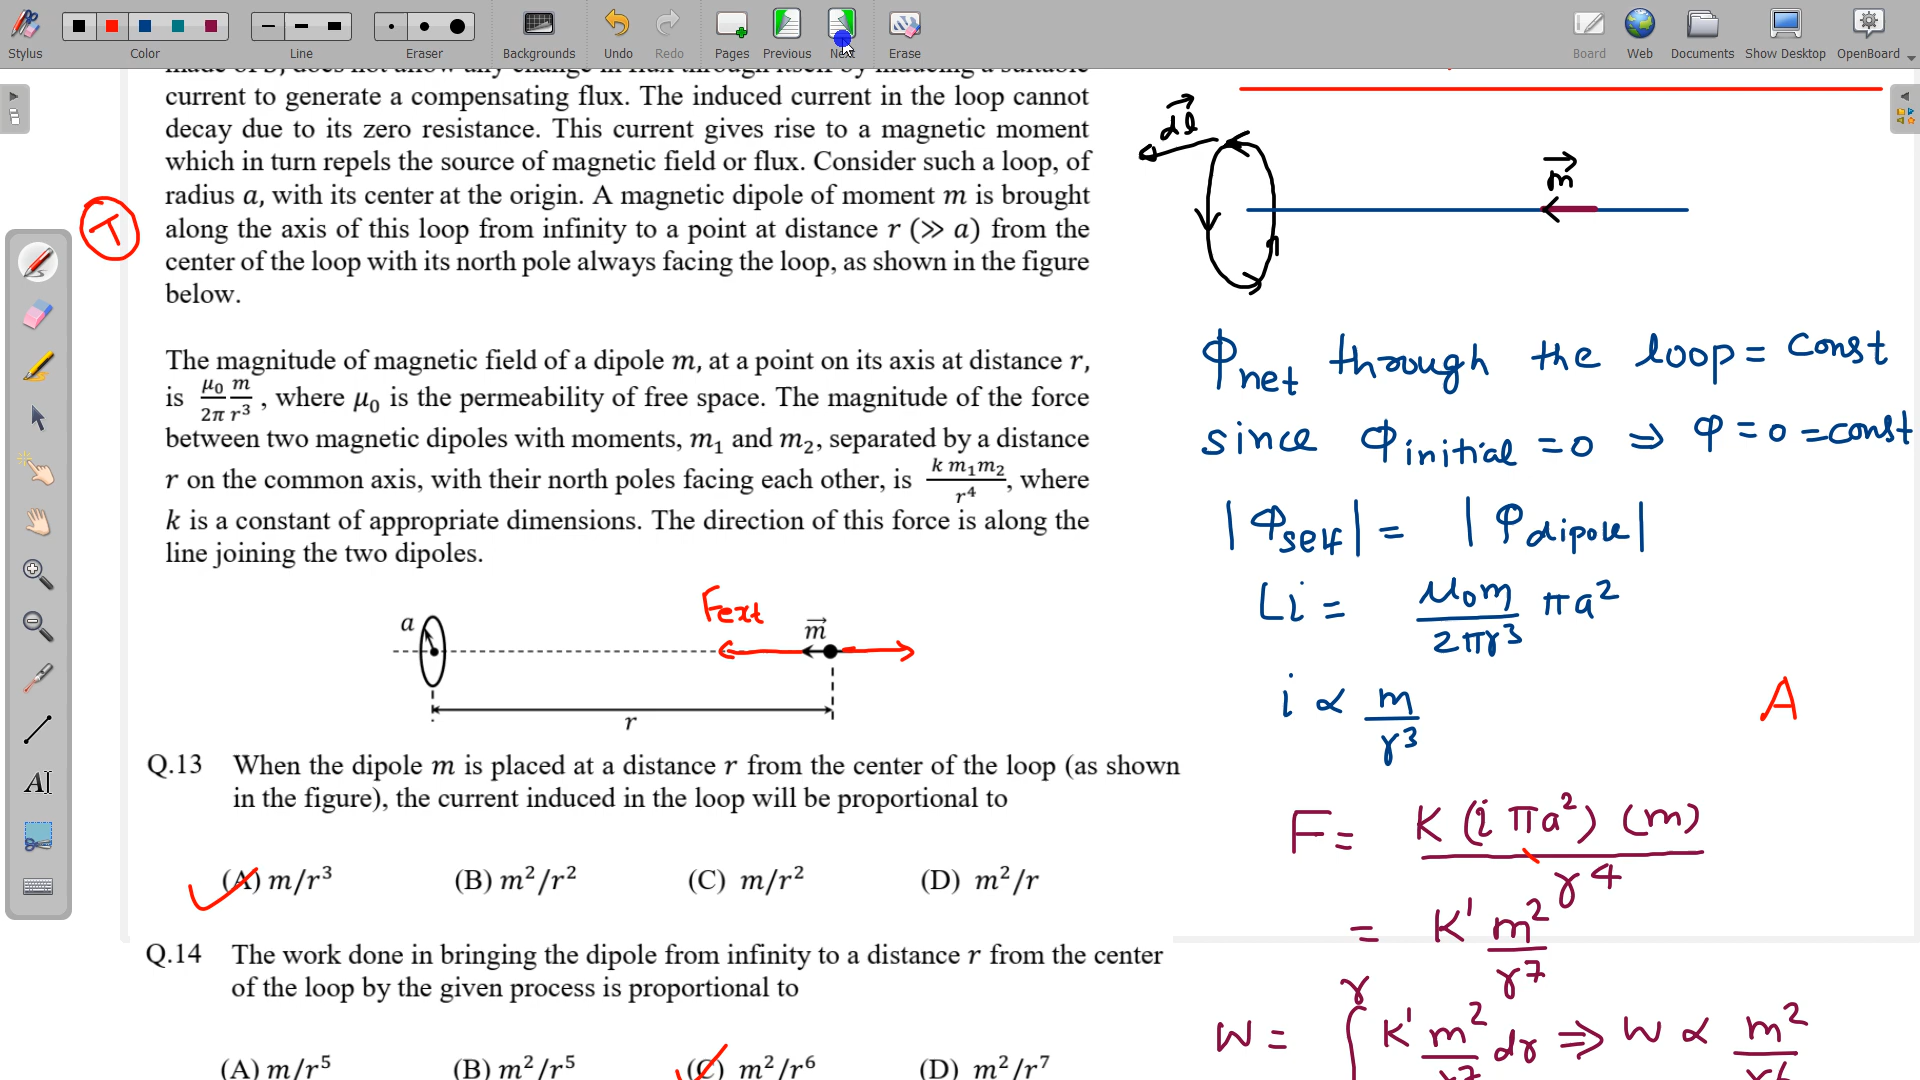 Stylus
Color
Line
Eraser
Backgrounds
Undo
Redo
Pages
Previous
Next
Erase
Board
Web
Documents
Show Desktop
OpenBoard
current to generate a compensating flux. The induced current in the loop cannot
decay due to its zero resistance. This current gives rise to a magnetic moment
which in turn repels the source of magnetic field or flux. Consider such a loop, of
radius a, with its center at the origin. A magnetic dipole of moment m is brought
along the axis of this loop from infinity to a point at distance r (≫ a) from the
center of the loop with its north pole always facing the loop, as shown in the figure
below.
The magnitude of magnetic field of a dipole m, at a point on its axis at distance r,
is μ₀/2π m/r³, where μ₀ is the permeability of free space. The magnitude of the force
between two magnetic dipoles with moments, m₁ and m₂, separated by a distance
r on the common axis, with their north poles facing each other, is k m₁m₂/r⁴, where
k is a constant of appropriate dimensions. The direction of this force is along the
line joining the two dipoles.
Fext
a
m⃗
r
Q.13 When the dipole m is placed at a distance r from the center of the loop (as shown
in the figure), the current induced in the loop will be proportional to
(A) m/r³ (B) m²/r² (C) m/r² (D) m²/r
Q.14 The work done in bringing the dipole from infinity to a distance r from the center
of the loop by the given process is proportional to
(A) m/r⁵ (B) m²/r⁵ (C) m²/r⁶ (D) m²/r⁷
T
AI
dl⃗
m⃗
Φnet through the loop = const
since Φinitial = 0 ⇒ φ = 0 = const
|Φself| = |φdipole|
Li = μ₀m/2πr³ πa²
i ∝ m/r³
A
F = K (i πa²) (m)/r⁴
= K' m²/r⁷
W = ∫ʳ K' m²/r⁷ dr ⇒ W ∝ m²/r⁶